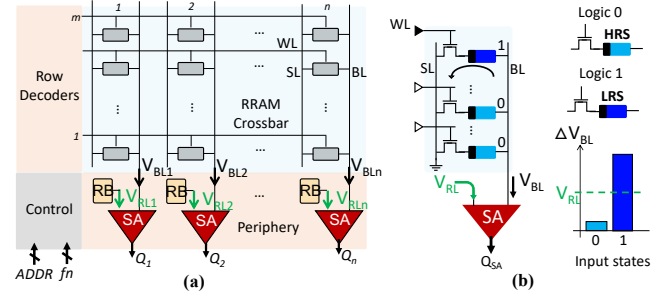 1 2 n
m
WL
SL BL
...
Row
Decoders
RRAM
Crossbar
1
V_BL1 V_BL2 V_BLn
RB RB ... RB
V_RL1 V_RL2 V_RLn
Control
SA SA SA
Periphery
ADDR fn
Q_1 Q_2 Q_n
(a)
WL
1
SL BL
0
0
V_RL V_BL
SA
Q_SA
(b)
Logic 0
HRS
Logic 1
LRS
ΔV_BL
V_RL
0 1
Input states